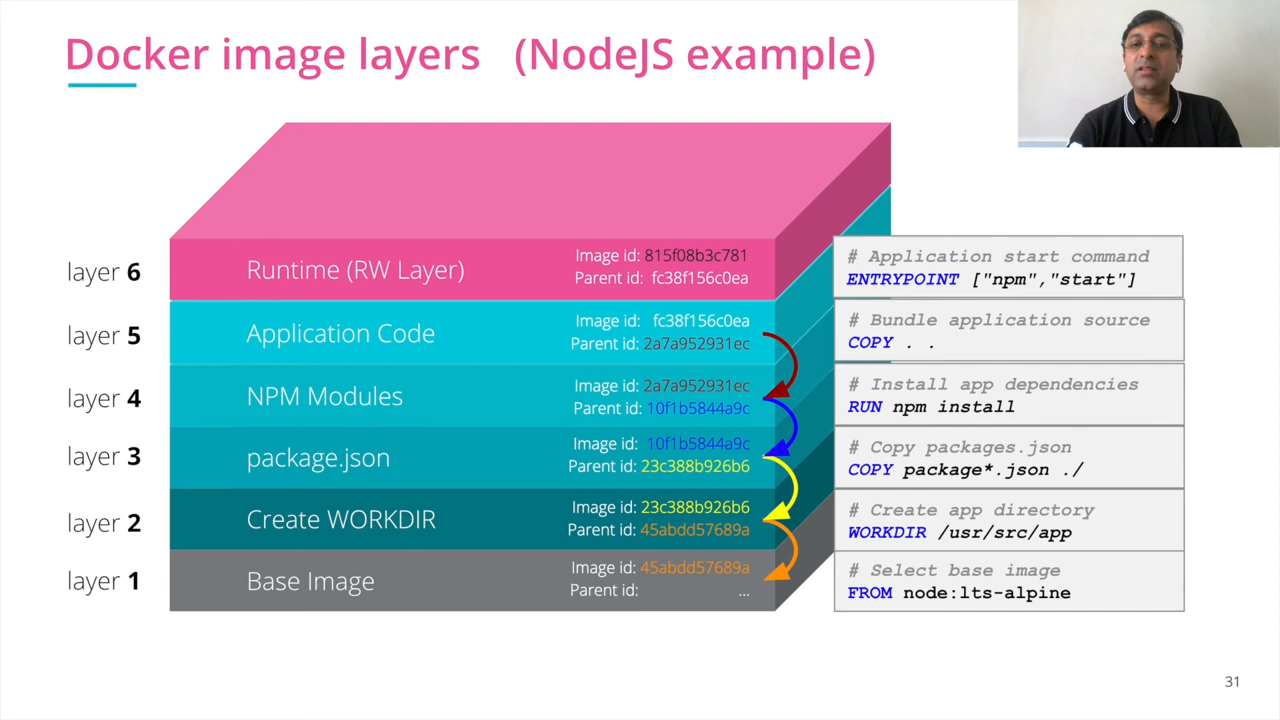 Docker image layers (NodeJS example)
layer 6
Runtime (RW Layer)
Image id: 815f08b3c781
Parent id: fc38f156c0ea
# Application start command
ENTRYPOINT ["npm","start"]
layer 5
Application Code
Image id: fc38f156c0ea
Parent id: 2a7a952931ec
# Bundle application source
COPY . .
layer 4
NPM Modules
Image id: 2a7a952931ec
Parent id: 10f1b5844a9c
# Install app dependencies
RUN npm install
layer 3
package.json
Image id: 10f1b5844a9c
Parent id: 23c388b926b6
# Copy packages.json
COPY package*.json ./
layer 2
Create WORKDIR
Image id: 23c388b926b6
Parent id: 45abdd57689a
# Create app directory
WORKDIR /usr/src/app
layer 1
Base Image
Image id: 45abdd57689a
Parent id: ...
# Select base image
FROM node:lts-alpine
31